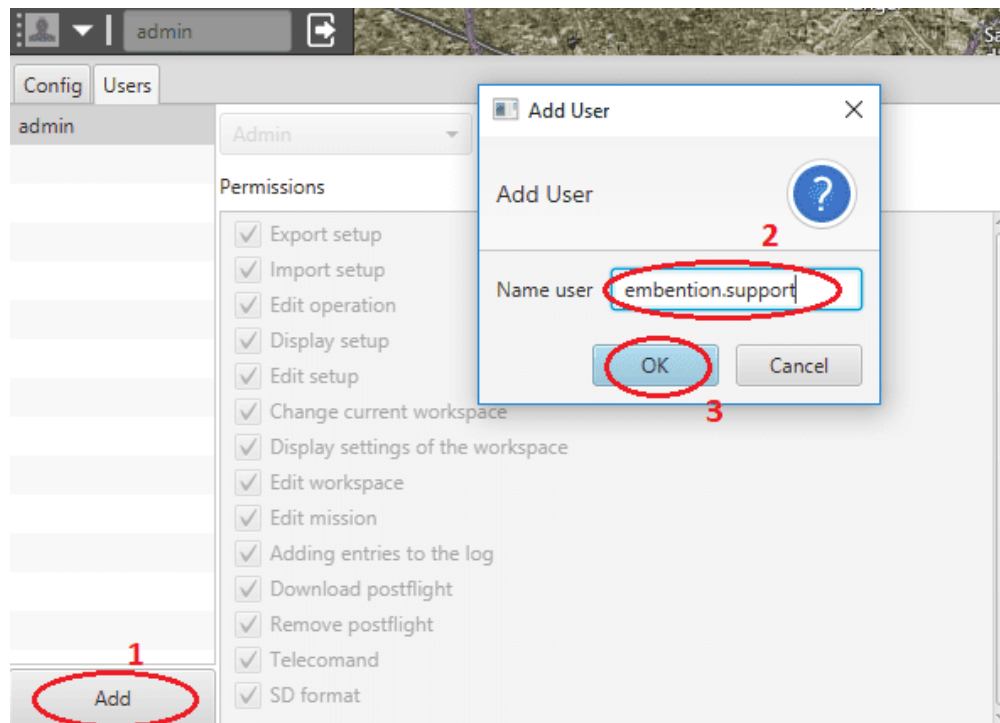 admin
Config Users
admin
Admin
Permissions
Export setup
Import setup
Edit operation
Display setup
Edit setup
Change current workspace
Display settings of the workspace
Edit workspace
Edit mission
Adding entries to the log
Download postflight
Remove postflight
Telecomand
SD format
1
Add
Add User
Add User
?
2
Name user embention.support
OK Cancel
3